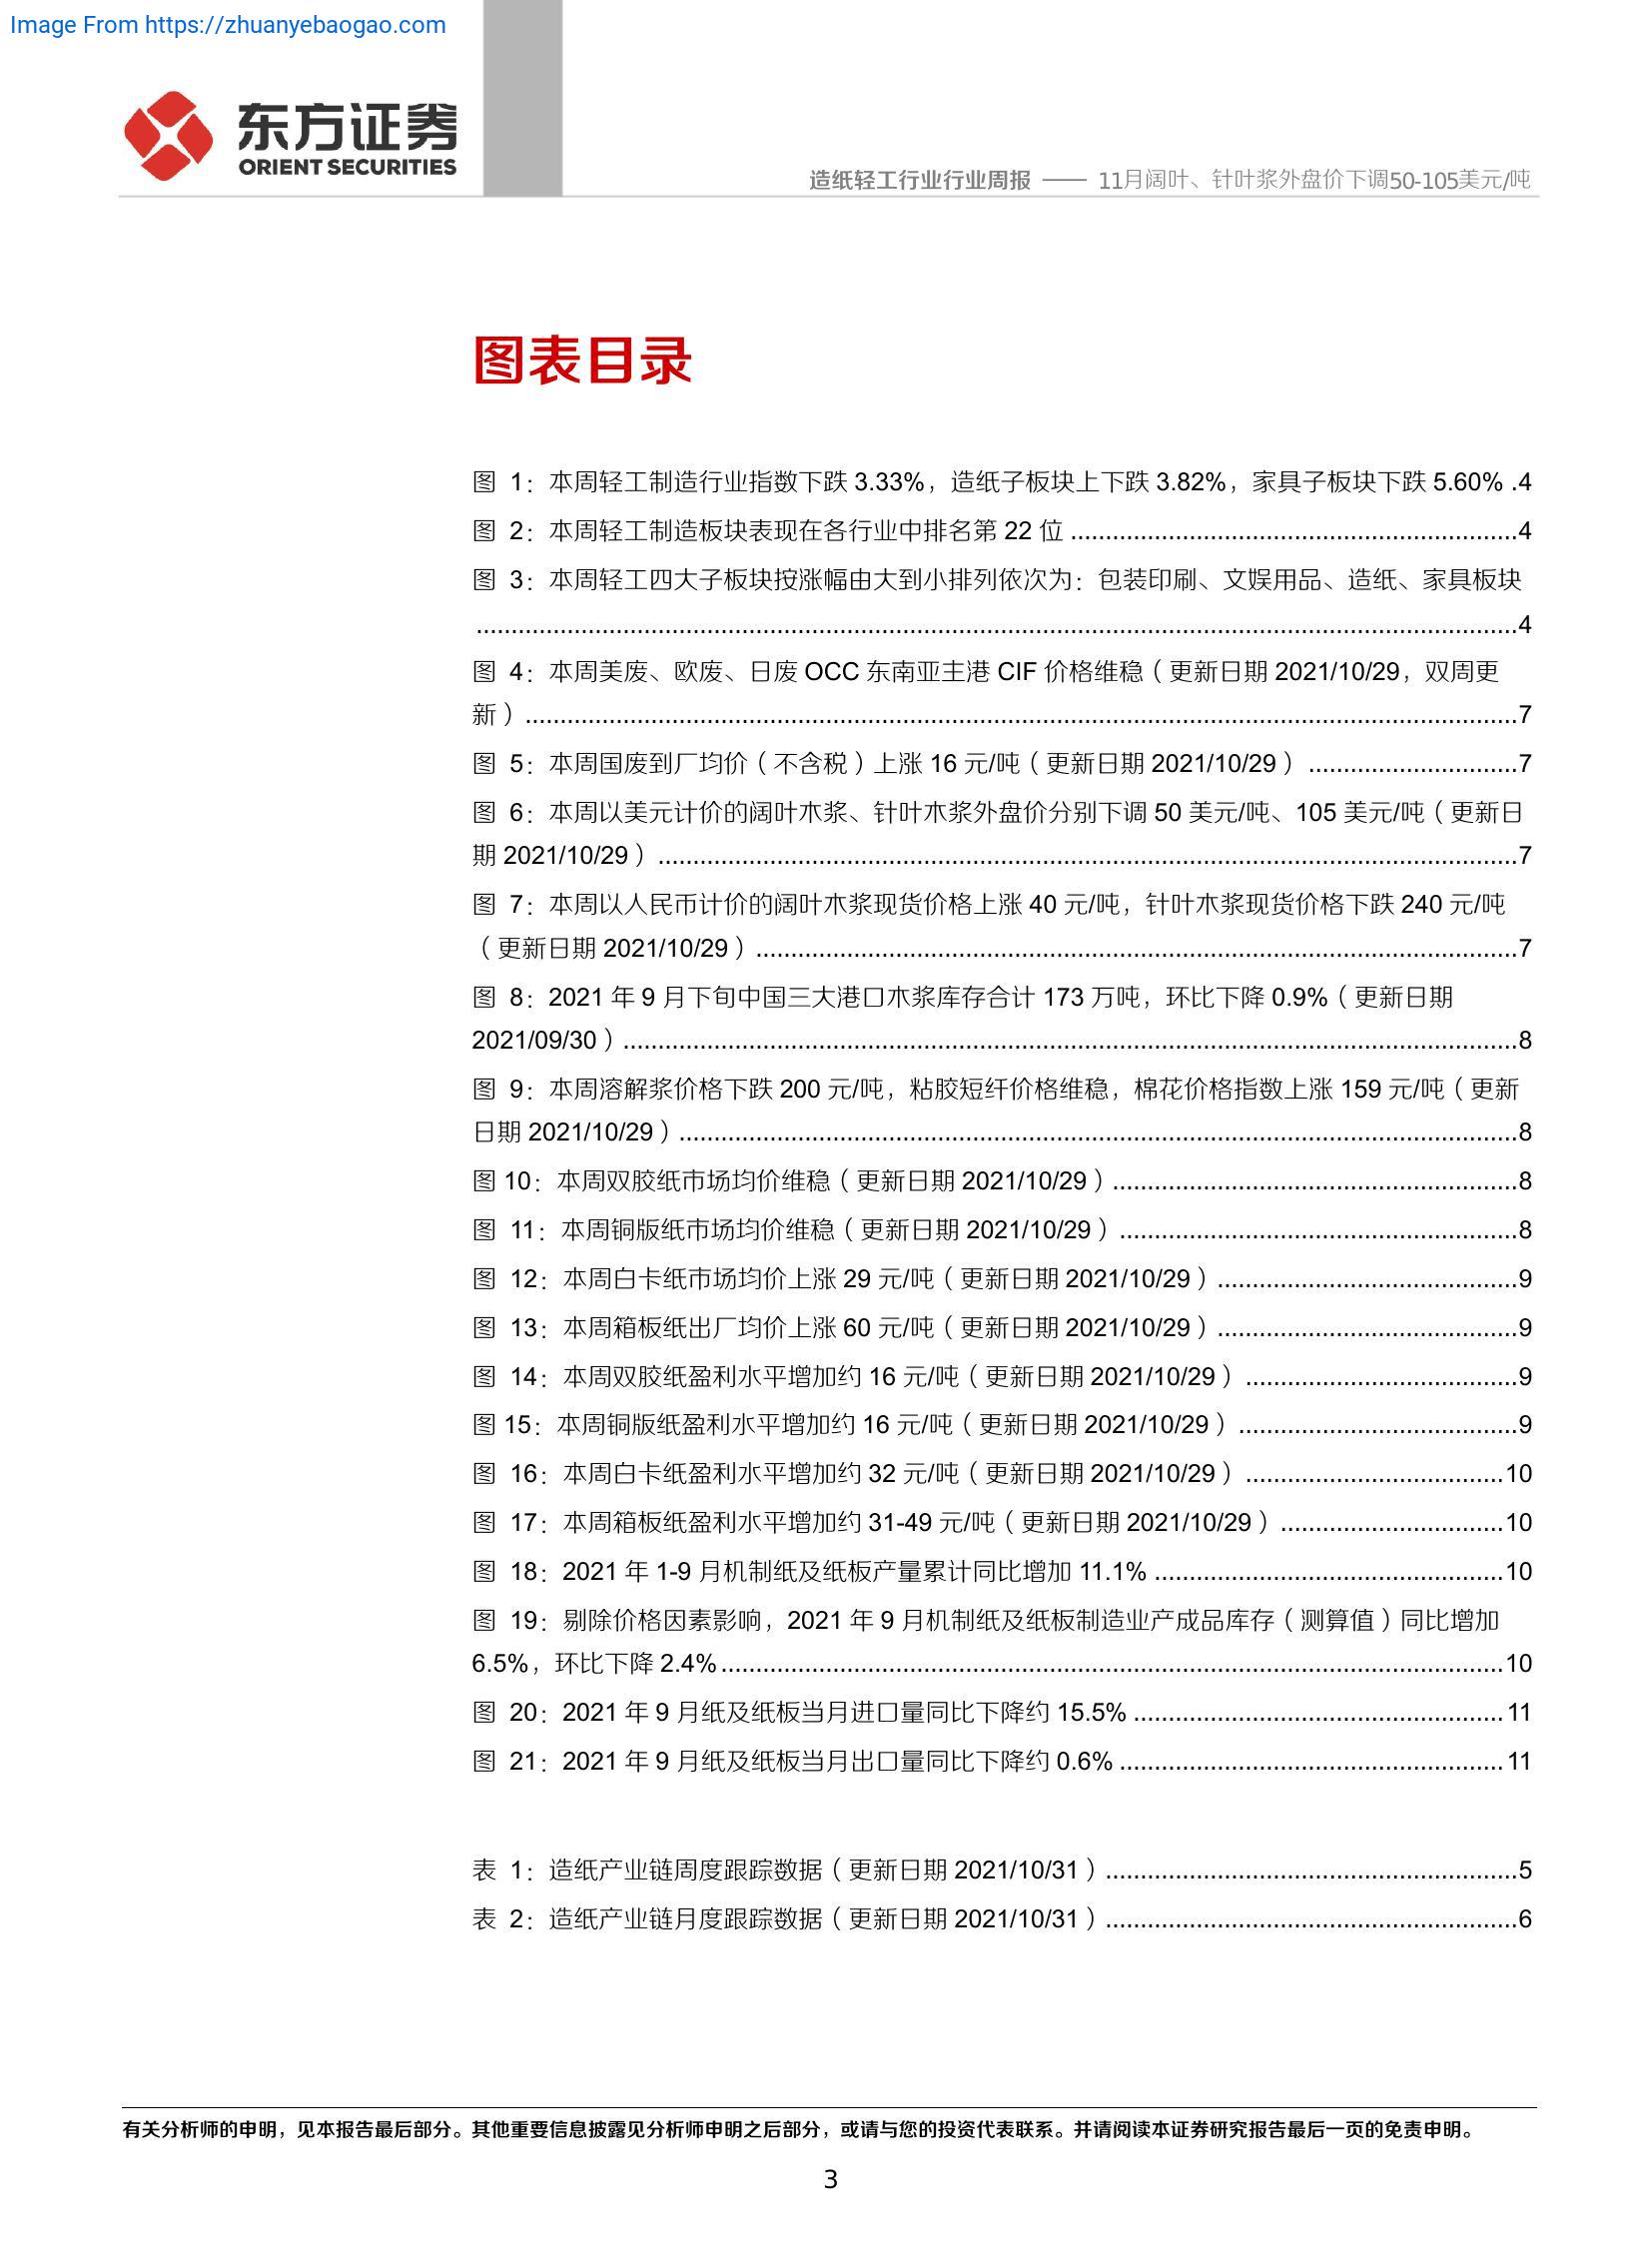 Image From https://zhuanyebaogao.com
东方证券
ORIENT SECURITIES
造纸轻工行业行业周报 —— 11月阔叶、针叶浆外盘价下调50-105美元/吨
图表目录
图 1：本周轻工制造行业指数下跌 3.33%，造纸子板块上下跌 3.82%，家具子板块下跌 5.60% .4
图 2：本周轻工制造板块表现在各行业中排名第 22 位 ................................................................4
图 3：本周轻工四大子板块按涨幅由大到小排列依次为：包装印刷、文娱用品、造纸、家具板块
......................................................................................................................................................4
图 4：本周美废、欧废、日废 OCC 东南亚主港 CIF 价格维稳（更新日期 2021/10/29，双周更
新）...............................................................................................................................................7
图 5：本周国废到厂均价（不含税）上涨 16 元/吨（更新日期 2021/10/29） ..............................7
图 6：本周以美元计价的阔叶木浆、针叶木浆外盘价分别下调 50 美元/吨、105 美元/吨（更新日
期 2021/10/29） ............................................................................................................................7
图 7：本周以人民币计价的阔叶木浆现货价格上涨 40 元/吨，针叶木浆现货价格下跌 240 元/吨
（更新日期 2021/10/29）..............................................................................................................7
图 8：2021 年 9 月下旬中国三大港口木浆库存合计 173 万吨，环比下降 0.9%（更新日期
2021/09/30）.................................................................................................................................8
图 9：本周溶解浆价格下跌 200 元/吨，粘胶短纤价格维稳，棉花价格指数上涨 159 元/吨（更新
日期 2021/10/29）.........................................................................................................................8
图 10：本周双胶纸市场均价维稳（更新日期 2021/10/29）..........................................................8
图 11：本周铜版纸市场均价维稳（更新日期 2021/10/29）.........................................................8
图 12：本周白卡纸市场均价上涨 29 元/吨（更新日期 2021/10/29）...........................................9
图 13：本周箱板纸出厂均价上涨 60 元/吨（更新日期 2021/10/29）...........................................9
图 14：本周双胶纸盈利水平增加约 16 元/吨（更新日期 2021/10/29） .......................................9
图 15：本周铜版纸盈利水平增加约 16 元/吨（更新日期 2021/10/29） ........................................9
图 16：本周白卡纸盈利水平增加约 32 元/吨（更新日期 2021/10/29） .....................................10
图 17：本周箱板纸盈利水平增加约 31-49 元/吨（更新日期 2021/10/29）................................10
图 18：2021 年 1-9 月机制纸及纸板产量累计同比增加 11.1% ..................................................10
图 19：剔除价格因素影响，2021 年 9 月机制纸及纸板制造业产成品库存（测算值）同比增加
6.5%，环比下降 2.4%................................................................................................................10
图 20：2021 年 9 月纸及纸板当月进口量同比下降约 15.5% .....................................................11
图 21：2021 年 9 月纸及纸板当月出口量同比下降约 0.6% .......................................................11
表 1：造纸产业链周度跟踪数据（更新日期 2021/10/31）...........................................................5
表 2：造纸产业链月度跟踪数据（更新日期 2021/10/31）...........................................................6
有关分析师的申明，见本报告最后部分。其他重要信息披露见分析师申明之后部分，或请与您的投资代表联系。并请阅读本证券研究报告最后一页的免责申明。
3